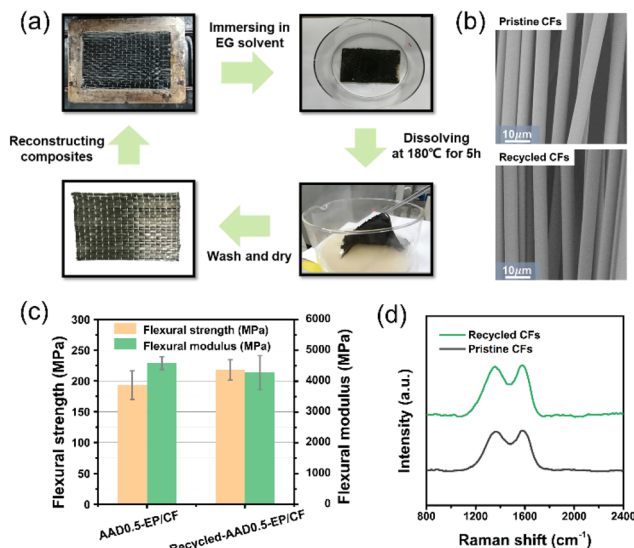 (a)
Immersing in
EG solvent
Reconstructing
composites
Dissolving
at 180℃ for 5h
Wash and dry
(b)
Pristine CFs
10μm
Recycled CFs
10μm
(c)
Flexural strength (MPa)
Flexural modulus (MPa)
Flexural strength (MPa)
300
250
200
150
100
50
0
6000
5000
4000
3000
2000
1000
0
Flexural modulus (MPa)
AAD0.5-EP/CF
Recycled-AAD0.5-EP/CF
(d)
Recycled CFs
Pristine CFs
Intensity (a.u.)
800
1200
1600
2000
2400
Raman shift (cm⁻¹)